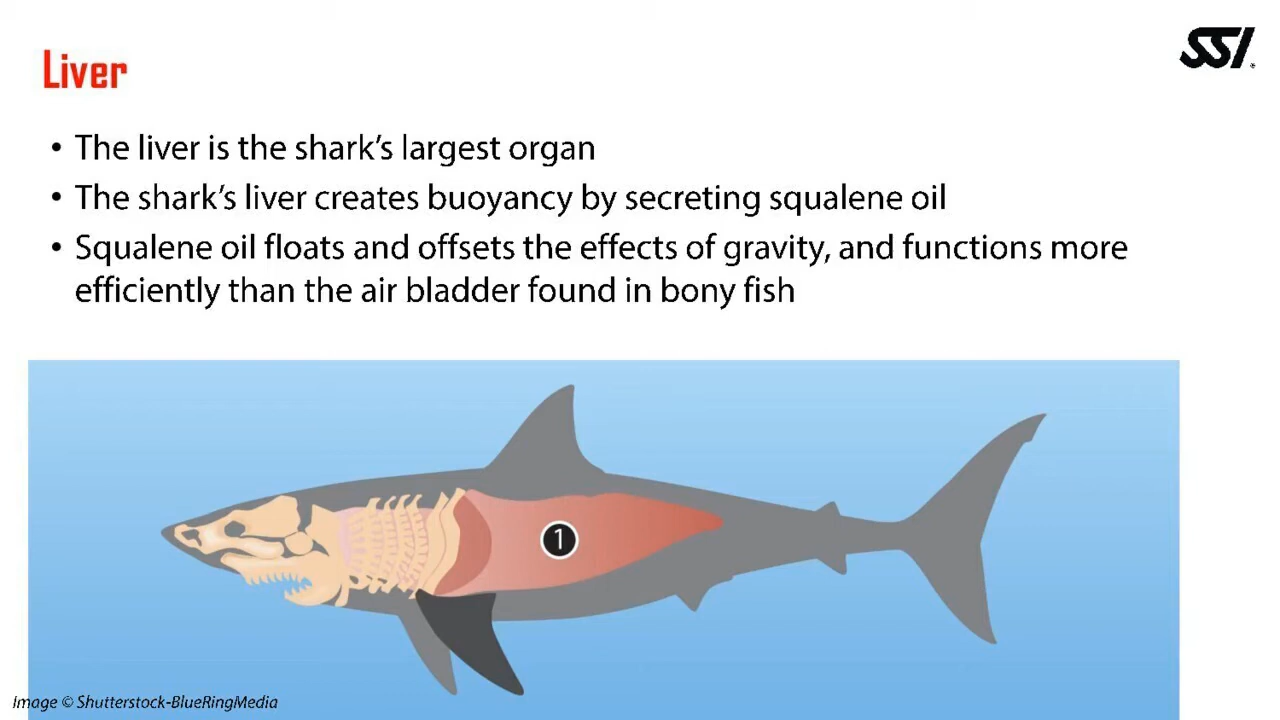 SSI
Liver
• The liver is the shark’s largest organ
• The shark’s liver creates buoyancy by secreting squalene oil
• Squalene oil floats and offsets the effects of gravity, and functions more
efficiently than the air bladder found in bony fish
1
Image © Shutterstock-BlueRingMedia